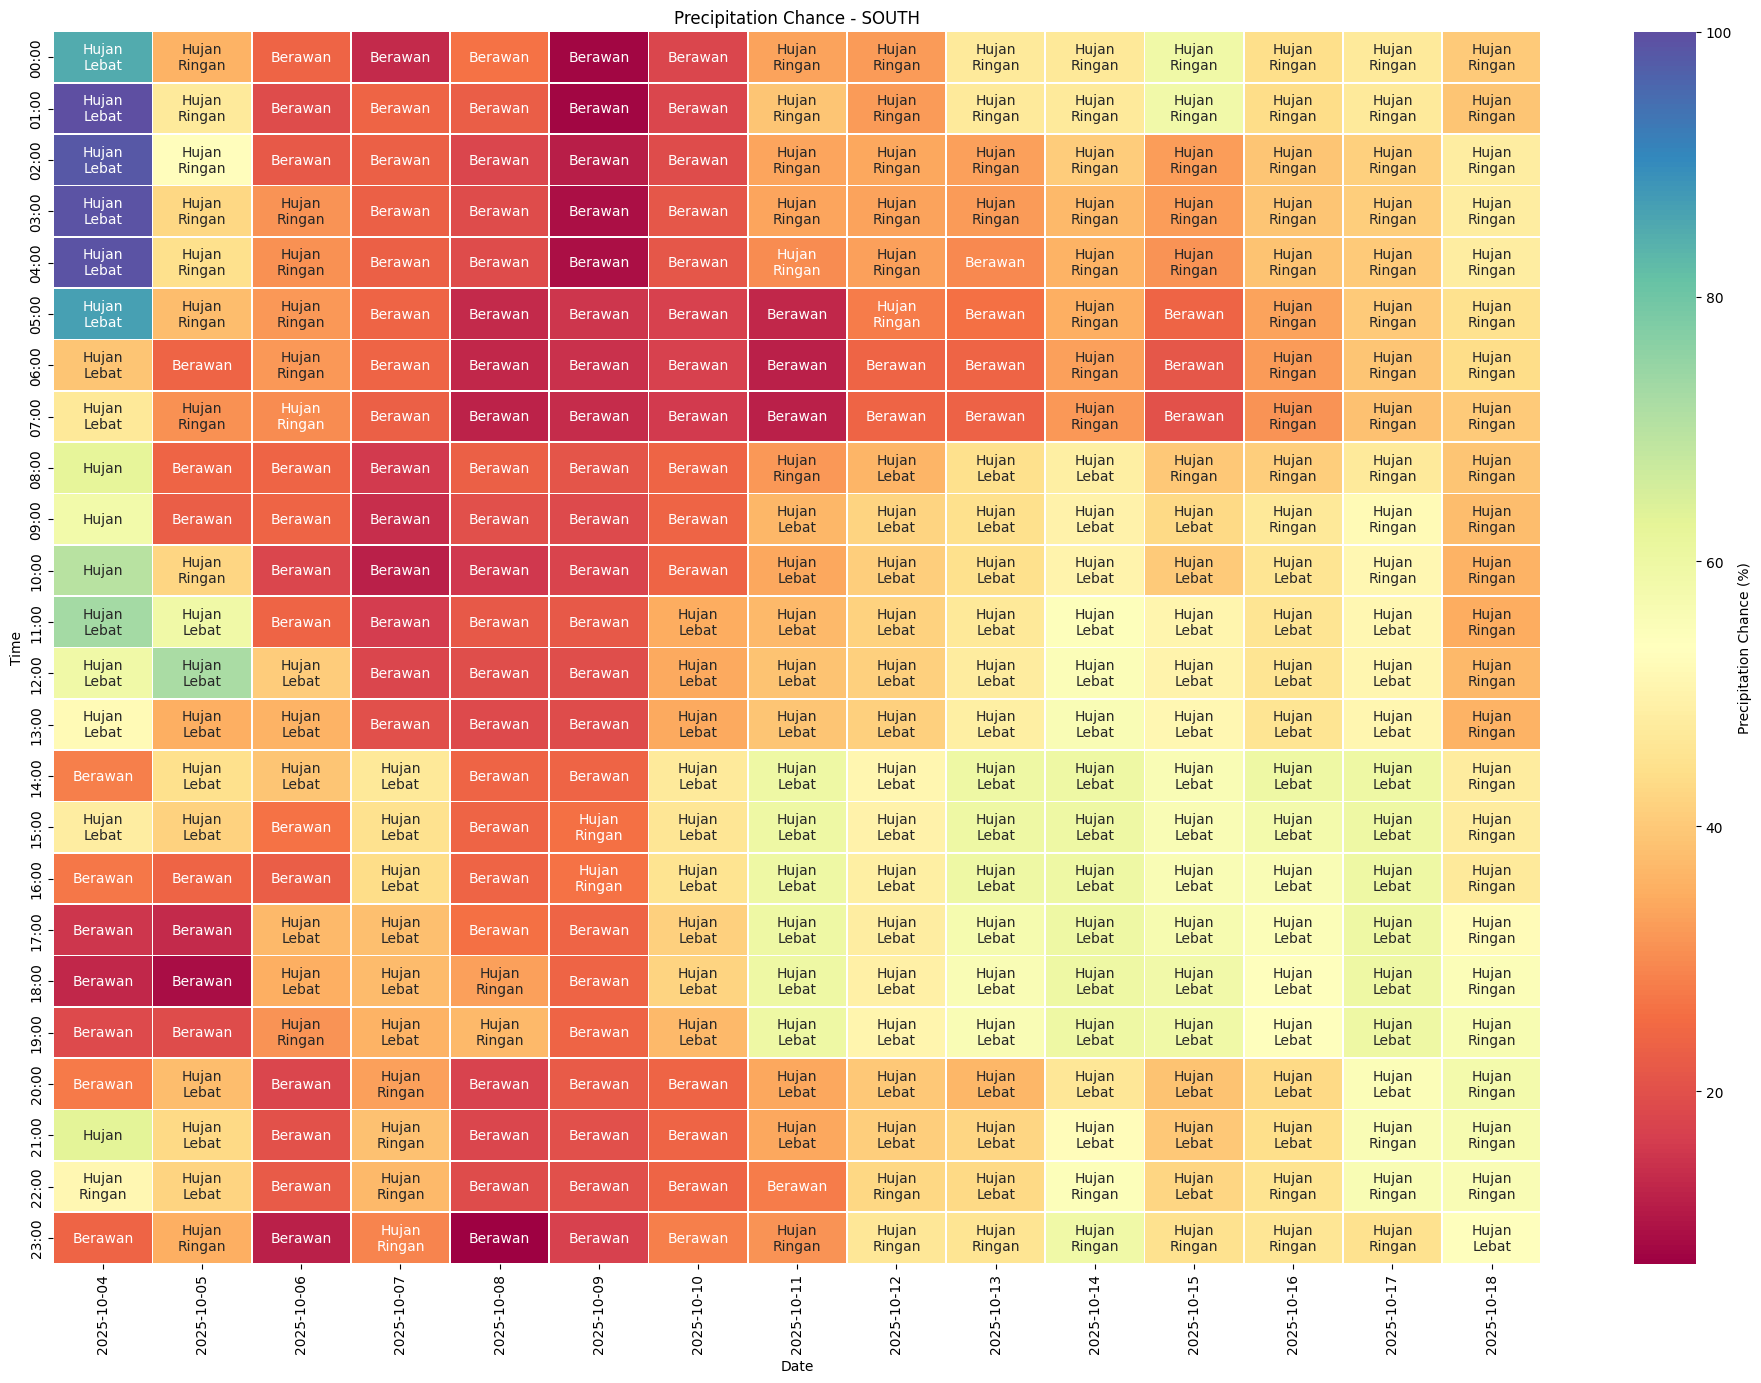 Precipitation Chance - SOUTH
00:00
Hujan
Lebat
Hujan
Ringan
Berawan
Berawan
Berawan
Berawan
Berawan
Hujan
Ringan
Hujan
Ringan
Hujan
Ringan
Hujan
Ringan
Hujan
Ringan
Hujan
Ringan
Hujan
Ringan
Hujan
Ringan
01:00
Hujan
Lebat
Hujan
Ringan
Berawan
Berawan
Berawan
Berawan
Berawan
Hujan
Ringan
Hujan
Ringan
Hujan
Ringan
Hujan
Ringan
Hujan
Ringan
Hujan
Ringan
Hujan
Ringan
Hujan
Ringan
02:00
Hujan
Lebat
Hujan
Ringan
Berawan
Berawan
Berawan
Berawan
Berawan
Hujan
Ringan
Hujan
Ringan
Hujan
Ringan
Hujan
Ringan
Hujan
Ringan
Hujan
Ringan
Hujan
Ringan
Hujan
Ringan
03:00
Hujan
Lebat
Hujan
Ringan
Hujan
Ringan
Berawan
Berawan
Berawan
Berawan
Hujan
Ringan
Hujan
Ringan
Hujan
Ringan
Hujan
Ringan
Hujan
Ringan
Hujan
Ringan
Hujan
Ringan
Hujan
Ringan
04:00
Hujan
Lebat
Hujan
Ringan
Hujan
Ringan
Berawan
Berawan
Berawan
Berawan
Hujan
Ringan
Hujan
Ringan
Berawan
Hujan
Ringan
Hujan
Ringan
Hujan
Ringan
Hujan
Ringan
Hujan
Ringan
05:00
Hujan
Lebat
Hujan
Ringan
Hujan
Ringan
Berawan
Berawan
Berawan
Berawan
Berawan
Hujan
Ringan
Berawan
Hujan
Ringan
Berawan
Hujan
Ringan
Hujan
Ringan
Hujan
Ringan
06:00
Hujan
Lebat
Berawan
Hujan
Ringan
Berawan
Berawan
Berawan
Berawan
Berawan
Berawan
Berawan
Hujan
Ringan
Berawan
Hujan
Ringan
Hujan
Ringan
Hujan
Ringan
07:00
Hujan
Lebat
Hujan
Ringan
Hujan
Ringan
Berawan
Berawan
Berawan
Berawan
Berawan
Berawan
Berawan
Hujan
Ringan
Berawan
Hujan
Ringan
Hujan
Ringan
Hujan
Ringan
08:00
Hujan
Berawan
Berawan
Berawan
Berawan
Berawan
Berawan
Hujan
Ringan
Hujan
Lebat
Hujan
Lebat
Hujan
Lebat
Hujan
Ringan
Hujan
Ringan
Hujan
Ringan
Hujan
Ringan
09:00
Hujan
Berawan
Berawan
Berawan
Berawan
Berawan
Berawan
Hujan
Lebat
Hujan
Lebat
Hujan
Lebat
Hujan
Lebat
Hujan
Lebat
Hujan
Ringan
Hujan
Ringan
Hujan
Ringan
10:00
Hujan
Hujan
Ringan
Berawan
Berawan
Berawan
Berawan
Berawan
Hujan
Lebat
Hujan
Lebat
Hujan
Lebat
Hujan
Lebat
Hujan
Lebat
Hujan
Lebat
Hujan
Ringan
Hujan
Ringan
11:00
Hujan
Lebat
Hujan
Lebat
Berawan
Berawan
Berawan
Berawan
Hujan
Lebat
Hujan
Lebat
Hujan
Lebat
Hujan
Lebat
Hujan
Lebat
Hujan
Lebat
Hujan
Lebat
Hujan
Lebat
Hujan
Ringan
12:00
Hujan
Lebat
Hujan
Lebat
Hujan
Lebat
Berawan
Berawan
Berawan
Hujan
Lebat
Hujan
Lebat
Hujan
Lebat
Hujan
Lebat
Hujan
Lebat
Hujan
Lebat
Hujan
Lebat
Hujan
Lebat
Hujan
Ringan
13:00
Hujan
Lebat
Hujan
Lebat
Hujan
Lebat
Berawan
Berawan
Berawan
Hujan
Lebat
Hujan
Lebat
Hujan
Lebat
Hujan
Lebat
Hujan
Lebat
Hujan
Lebat
Hujan
Lebat
Hujan
Lebat
Hujan
Ringan
14:00
Berawan
Hujan
Lebat
Hujan
Lebat
Hujan
Lebat
Berawan
Berawan
Hujan
Lebat
Hujan
Lebat
Hujan
Lebat
Hujan
Lebat
Hujan
Lebat
Hujan
Lebat
Hujan
Lebat
Hujan
Lebat
Hujan
Ringan
15:00
Hujan
Lebat
Hujan
Lebat
Berawan
Hujan
Lebat
Berawan
Hujan
Ringan
Hujan
Lebat
Hujan
Lebat
Hujan
Lebat
Hujan
Lebat
Hujan
Lebat
Hujan
Lebat
Hujan
Lebat
Hujan
Lebat
Hujan
Ringan
16:00
Berawan
Berawan
Berawan
Hujan
Lebat
Berawan
Hujan
Ringan
Hujan
Lebat
Hujan
Lebat
Hujan
Lebat
Hujan
Lebat
Hujan
Lebat
Hujan
Lebat
Hujan
Lebat
Hujan
Lebat
Hujan
Ringan
17:00
Berawan
Berawan
Hujan
Lebat
Hujan
Lebat
Berawan
Berawan
Hujan
Lebat
Hujan
Lebat
Hujan
Lebat
Hujan
Lebat
Hujan
Lebat
Hujan
Lebat
Hujan
Lebat
Hujan
Lebat
Hujan
Ringan
18:00
Berawan
Berawan
Hujan
Lebat
Hujan
Lebat
Hujan
Ringan
Berawan
Hujan
Lebat
Hujan
Lebat
Hujan
Lebat
Hujan
Lebat
Hujan
Lebat
Hujan
Lebat
Hujan
Lebat
Hujan
Lebat
Hujan
Ringan
19:00
Berawan
Berawan
Hujan
Ringan
Hujan
Lebat
Hujan
Ringan
Berawan
Hujan
Lebat
Hujan
Lebat
Hujan
Lebat
Hujan
Lebat
Hujan
Lebat
Hujan
Lebat
Hujan
Lebat
Hujan
Lebat
Hujan
Ringan
20:00
Berawan
Hujan
Lebat
Berawan
Hujan
Ringan
Berawan
Berawan
Berawan
Hujan
Lebat
Hujan
Lebat
Hujan
Lebat
Hujan
Lebat
Hujan
Lebat
Hujan
Lebat
Hujan
Lebat
Hujan
Ringan
21:00
Hujan
Hujan
Lebat
Berawan
Hujan
Ringan
Berawan
Berawan
Berawan
Hujan
Lebat
Hujan
Lebat
Hujan
Lebat
Hujan
Lebat
Hujan
Lebat
Hujan
Lebat
Hujan
Ringan
Hujan
Ringan
22:00
Hujan
Ringan
Hujan
Lebat
Berawan
Hujan
Ringan
Berawan
Berawan
Berawan
Berawan
Hujan
Ringan
Hujan
Lebat
Hujan
Ringan
Hujan
Lebat
Hujan
Ringan
Hujan
Ringan
Hujan
Ringan
23:00
Berawan
Hujan
Ringan
Berawan
Hujan
Ringan
Berawan
Berawan
Berawan
Hujan
Ringan
Hujan
Ringan
Hujan
Ringan
Hujan
Ringan
Hujan
Ringan
Hujan
Ringan
Hujan
Ringan
Hujan
Lebat
Time
2025-10-04
2025-10-05
2025-10-06
2025-10-07
2025-10-08
2025-10-09
2025-10-10
2025-10-11
2025-10-12
2025-10-13
2025-10-14
2025-10-15
2025-10-16
2025-10-17
2025-10-18
Date
100
80
60
40
20
Precipitation Chance (%)